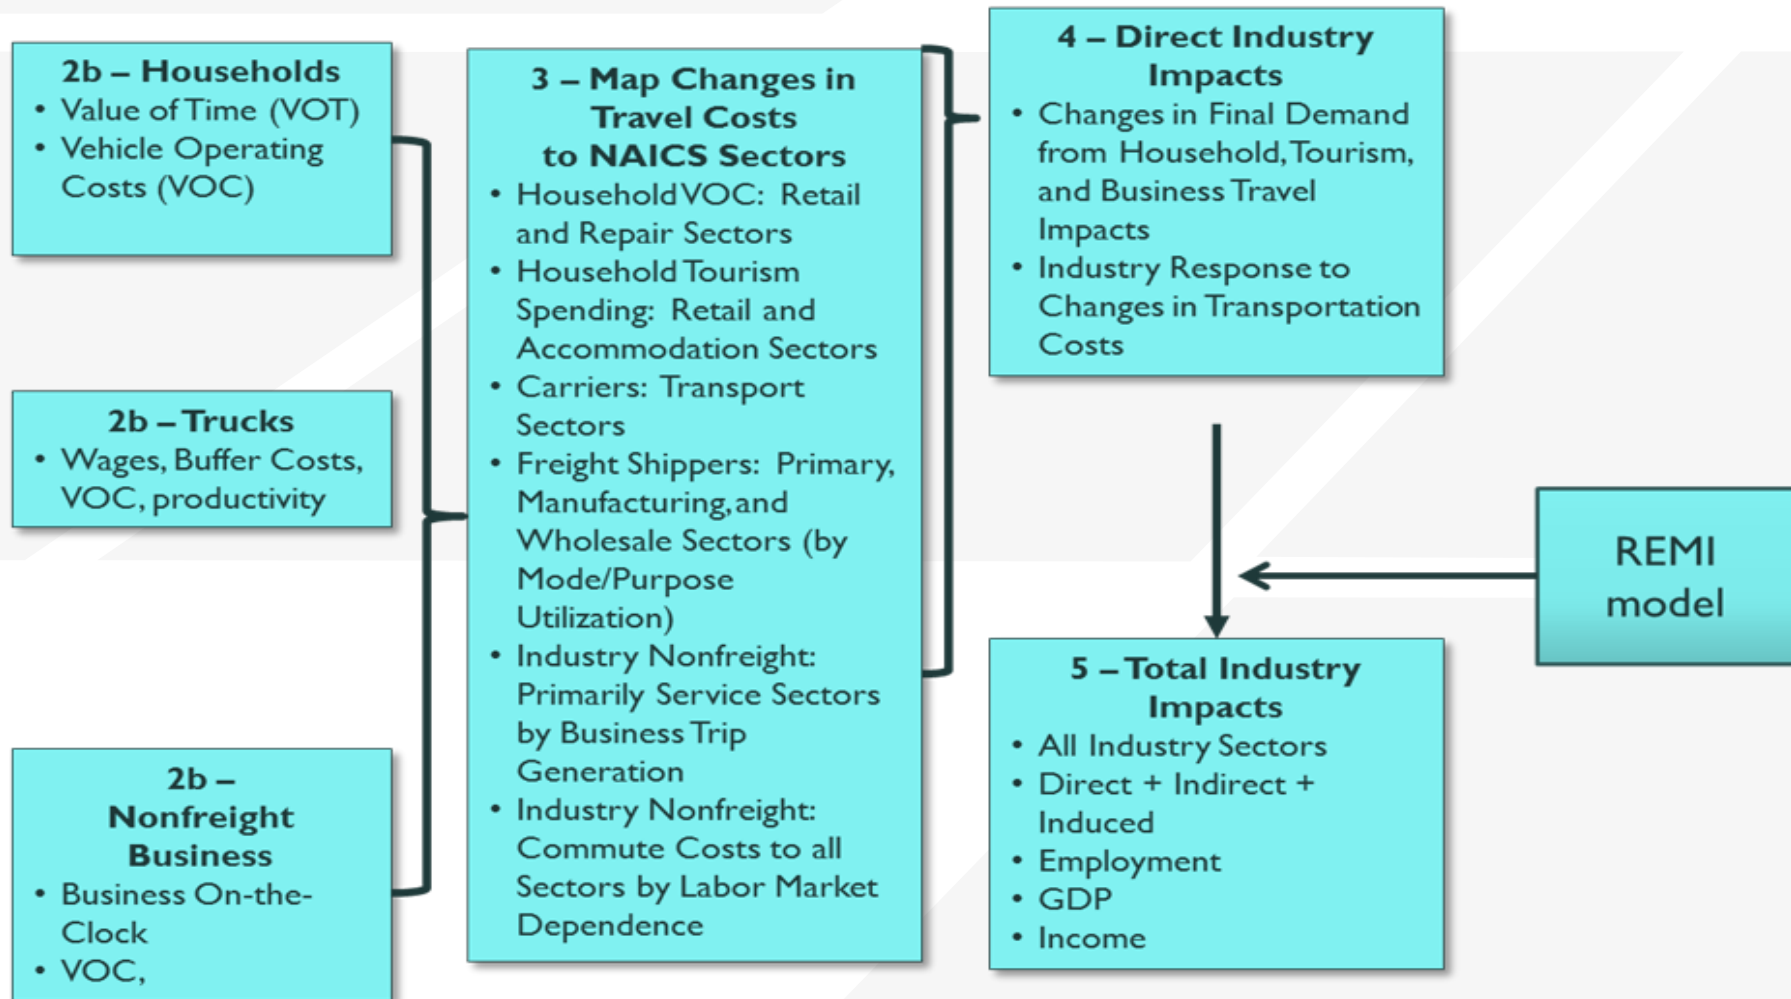 2b – Households
• Value of Time (VOT)
• Vehicle Operating
Costs (VOC)
2b – Trucks
• Wages, Buffer Costs,
VOC, productivity
2b –
Nonfreight
Business
• Business On-the-
Clock
• VOC,
3 – Map Changes in
Travel Costs
to NAICS Sectors
• Household VOC: Retail
and Repair Sectors
• Household Tourism
Spending: Retail and
Accommodation Sectors
• Carriers: Transport
Sectors
• Freight Shippers: Primary,
Manufacturing, and
Wholesale Sectors (by
Mode/Purpose
Utilization)
• Industry Nonfreight:
Primarily Service Sectors
by Business Trip
Generation
• Industry Nonfreight:
Commute Costs to all
Sectors by Labor Market
Dependence
4 – Direct Industry
Impacts
• Changes in Final Demand
from Household, Tourism,
and Business Travel
Impacts
• Industry Response to
Changes in Transportation
Costs
5 – Total Industry
Impacts
• All Industry Sectors
• Direct + Indirect +
Induced
• Employment
• GDP
• Income
REMI
model